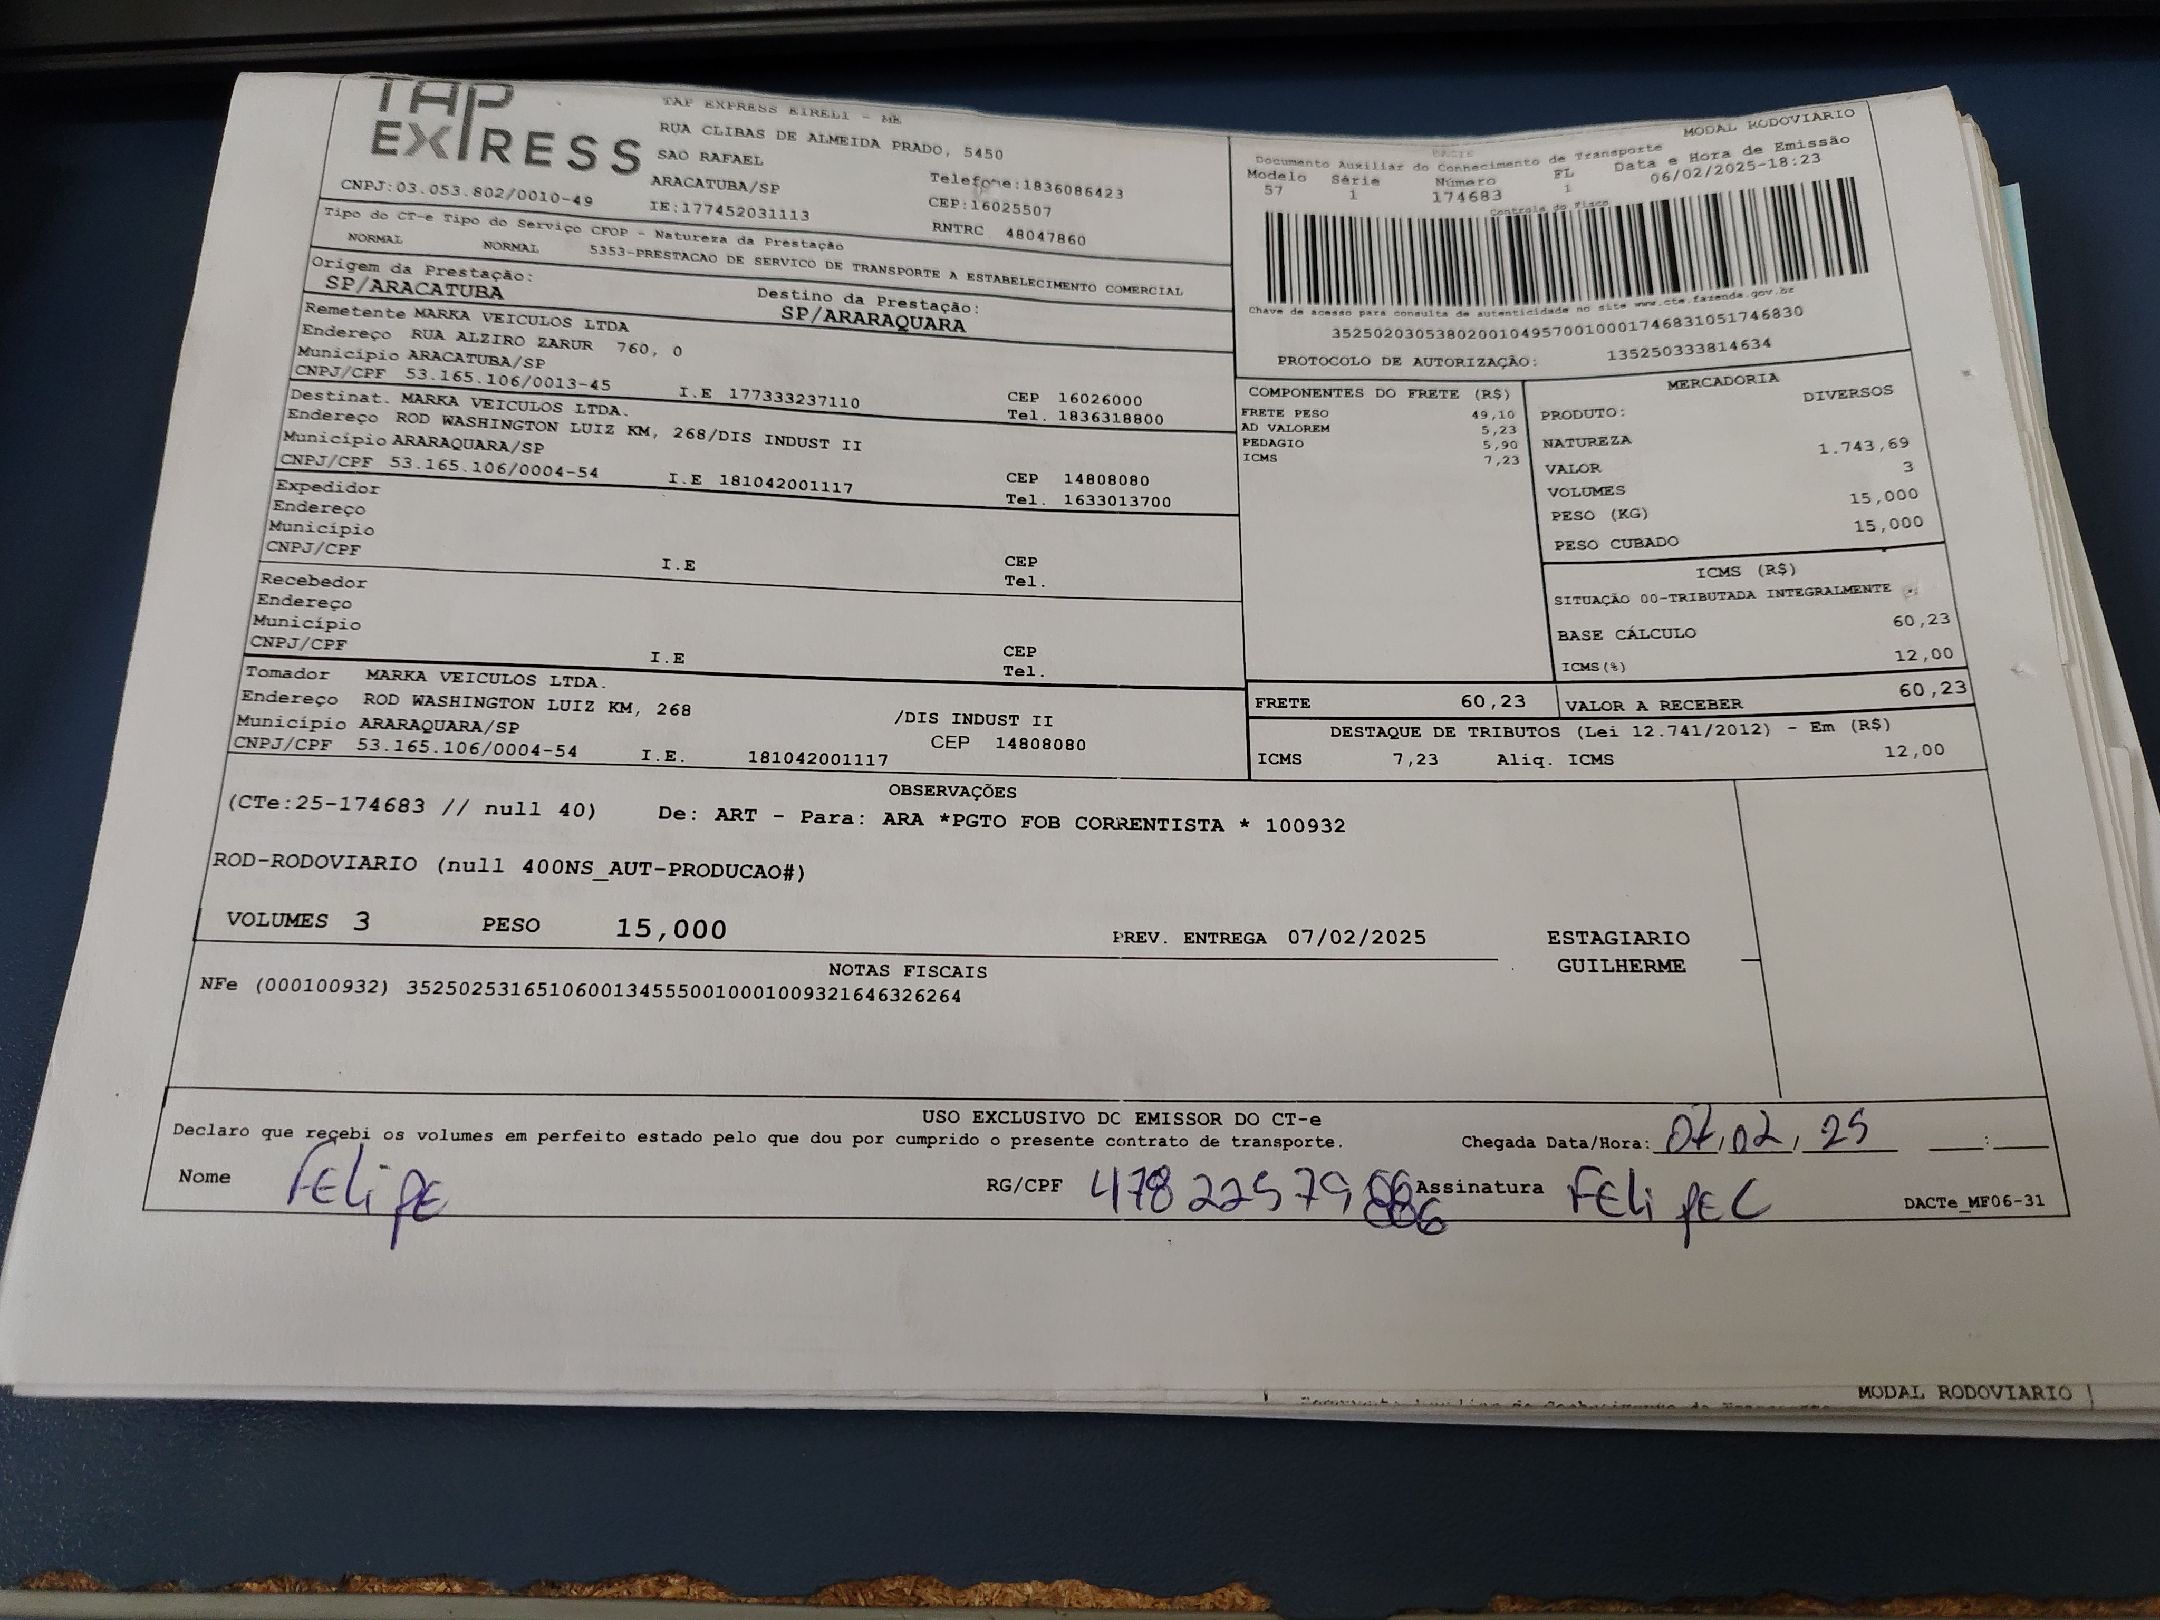 TAP
EXPRESS
CNPJ:03.053.802/0010-49
TAP EXPRESS EIRELI - ME
RUA CLIBAS DE ALMEIDA PRADO, 5450
SAO RAFAEL
ARACATUBA/SP
IE:177452031113
Telefone:1836086423
CEP:16025507
RNTRC 48047860
MODAL RODOVIARIO
DACTE
Documento Auxiliar do Conhecimento de Transporte
Modelo Série Número FL Data e Hora de Emissão
57 1 174683 1 06/02/2025-18:23
Controle do Fisco
Chave de acesso para consulta de autenticidade no site www.cte.fazenda.gov.br
35250203053802001049570010001746831051746830
PROTOCOLO DE AUTORIZAÇÃO: 135250333814634
Tipo do CT-e Tipo do Serviço CFOP - Natureza da Prestação
NORMAL NORMAL 5353-PRESTACAO DE SERVICO DE TRANSPORTE A ESTABELECIMENTO COMERCIAL
Origem da Prestação: Destino da Prestação:
SP/ARACATUBA SP/ARARAQUARA
Remetente MARKA VEICULOS LTDA
Endereço RUA ALZIRO ZARUR 760, 0
Município ARACATUBA/SP CEP 16026000
CNPJ/CPF 53.165.106/0013-45 I.E 177333237110 Tel. 1836318800
Destinat. MARKA VEICULOS LTDA.
Endereço ROD WASHINGTON LUIZ KM, 268/DIS INDUST II
Município ARARAQUARA/SP CEP 14808080
CNPJ/CPF 53.165.106/0004-54 I.E 181042001117 Tel. 1633013700
Expedidor
Endereço
Município CEP
CNPJ/CPF I.E Tel.
Recebedor
Endereço
Município CEP
CNPJ/CPF I.E Tel.
Tomador MARKA VEICULOS LTDA.
Endereço ROD WASHINGTON LUIZ KM, 268 /DIS INDUST II
Município ARARAQUARA/SP CEP 14808080
CNPJ/CPF 53.165.106/0004-54 I.E. 181042001117
COMPONENTES DO FRETE (R$)
FRETE PESO 49,10
AD VALOREM 5,23
PEDAGIO 5,90
ICMS 7,23
MERCADORIA
PRODUTO: DIVERSOS
NATUREZA
VALOR 1.743,69
VOLUMES 3
PESO (KG) 15,000
PESO CUBADO 15,000
ICMS (R$)
SITUAÇÃO 00-TRIBUTADA INTEGRALMENTE
BASE CÁLCULO 60,23
ICMS(%) 12,00
FRETE 60,23 VALOR A RECEBER 60,23
DESTAQUE DE TRIBUTOS (Lei 12.741/2012) - Em (R$)
ICMS 7,23 Aliq. ICMS 12,00
OBSERVAÇÕES
(CTe:25-174683 // null 40) De: ART - Para: ARA *PGTO FOB CORRENTISTA * 100932
ROD-RODOVIARIO (null 400NS_AUT-PRODUCAO#)
VOLUMES 3 PESO 15,000 PREV. ENTREGA 07/02/2025 ESTAGIARIO
GUILHERME
NOTAS FISCAIS
NFe (000100932) 35250253165106001345550010001009321646326264
USO EXCLUSIVO DO EMISSOR DO CT-e
Declaro que recebi os volumes em perfeito estado pelo que dou por cumprido o presente contrato de transporte. Chegada Data/Hora: 07,02,25 :
Nome FELipE RG/CPF 47822579 886 Assinatura FELipE C DACTe_MF06-31
MODAL RODOVIARIO